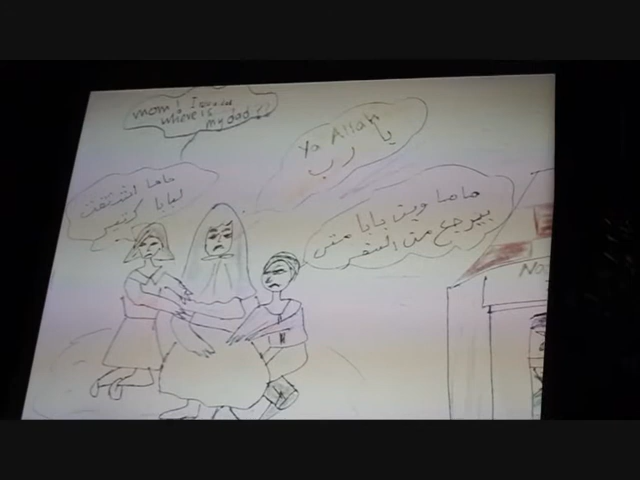 mom! I
where is
my dad??
Ya Allah
يا رب
ماما اشتقت
لبابا كتير
ماما وين بابا متى
بيرجع من السفر
No